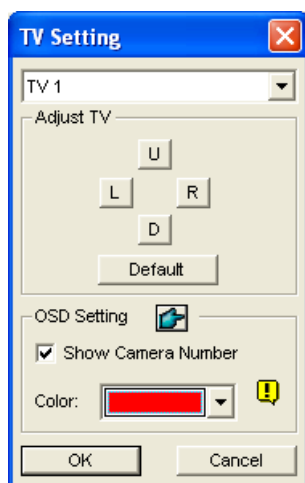 TV Setting
TV 1
Adjust TV
U
L R
D
Default
OSD Setting
Show Camera Number
Color:
!
OK Cancel